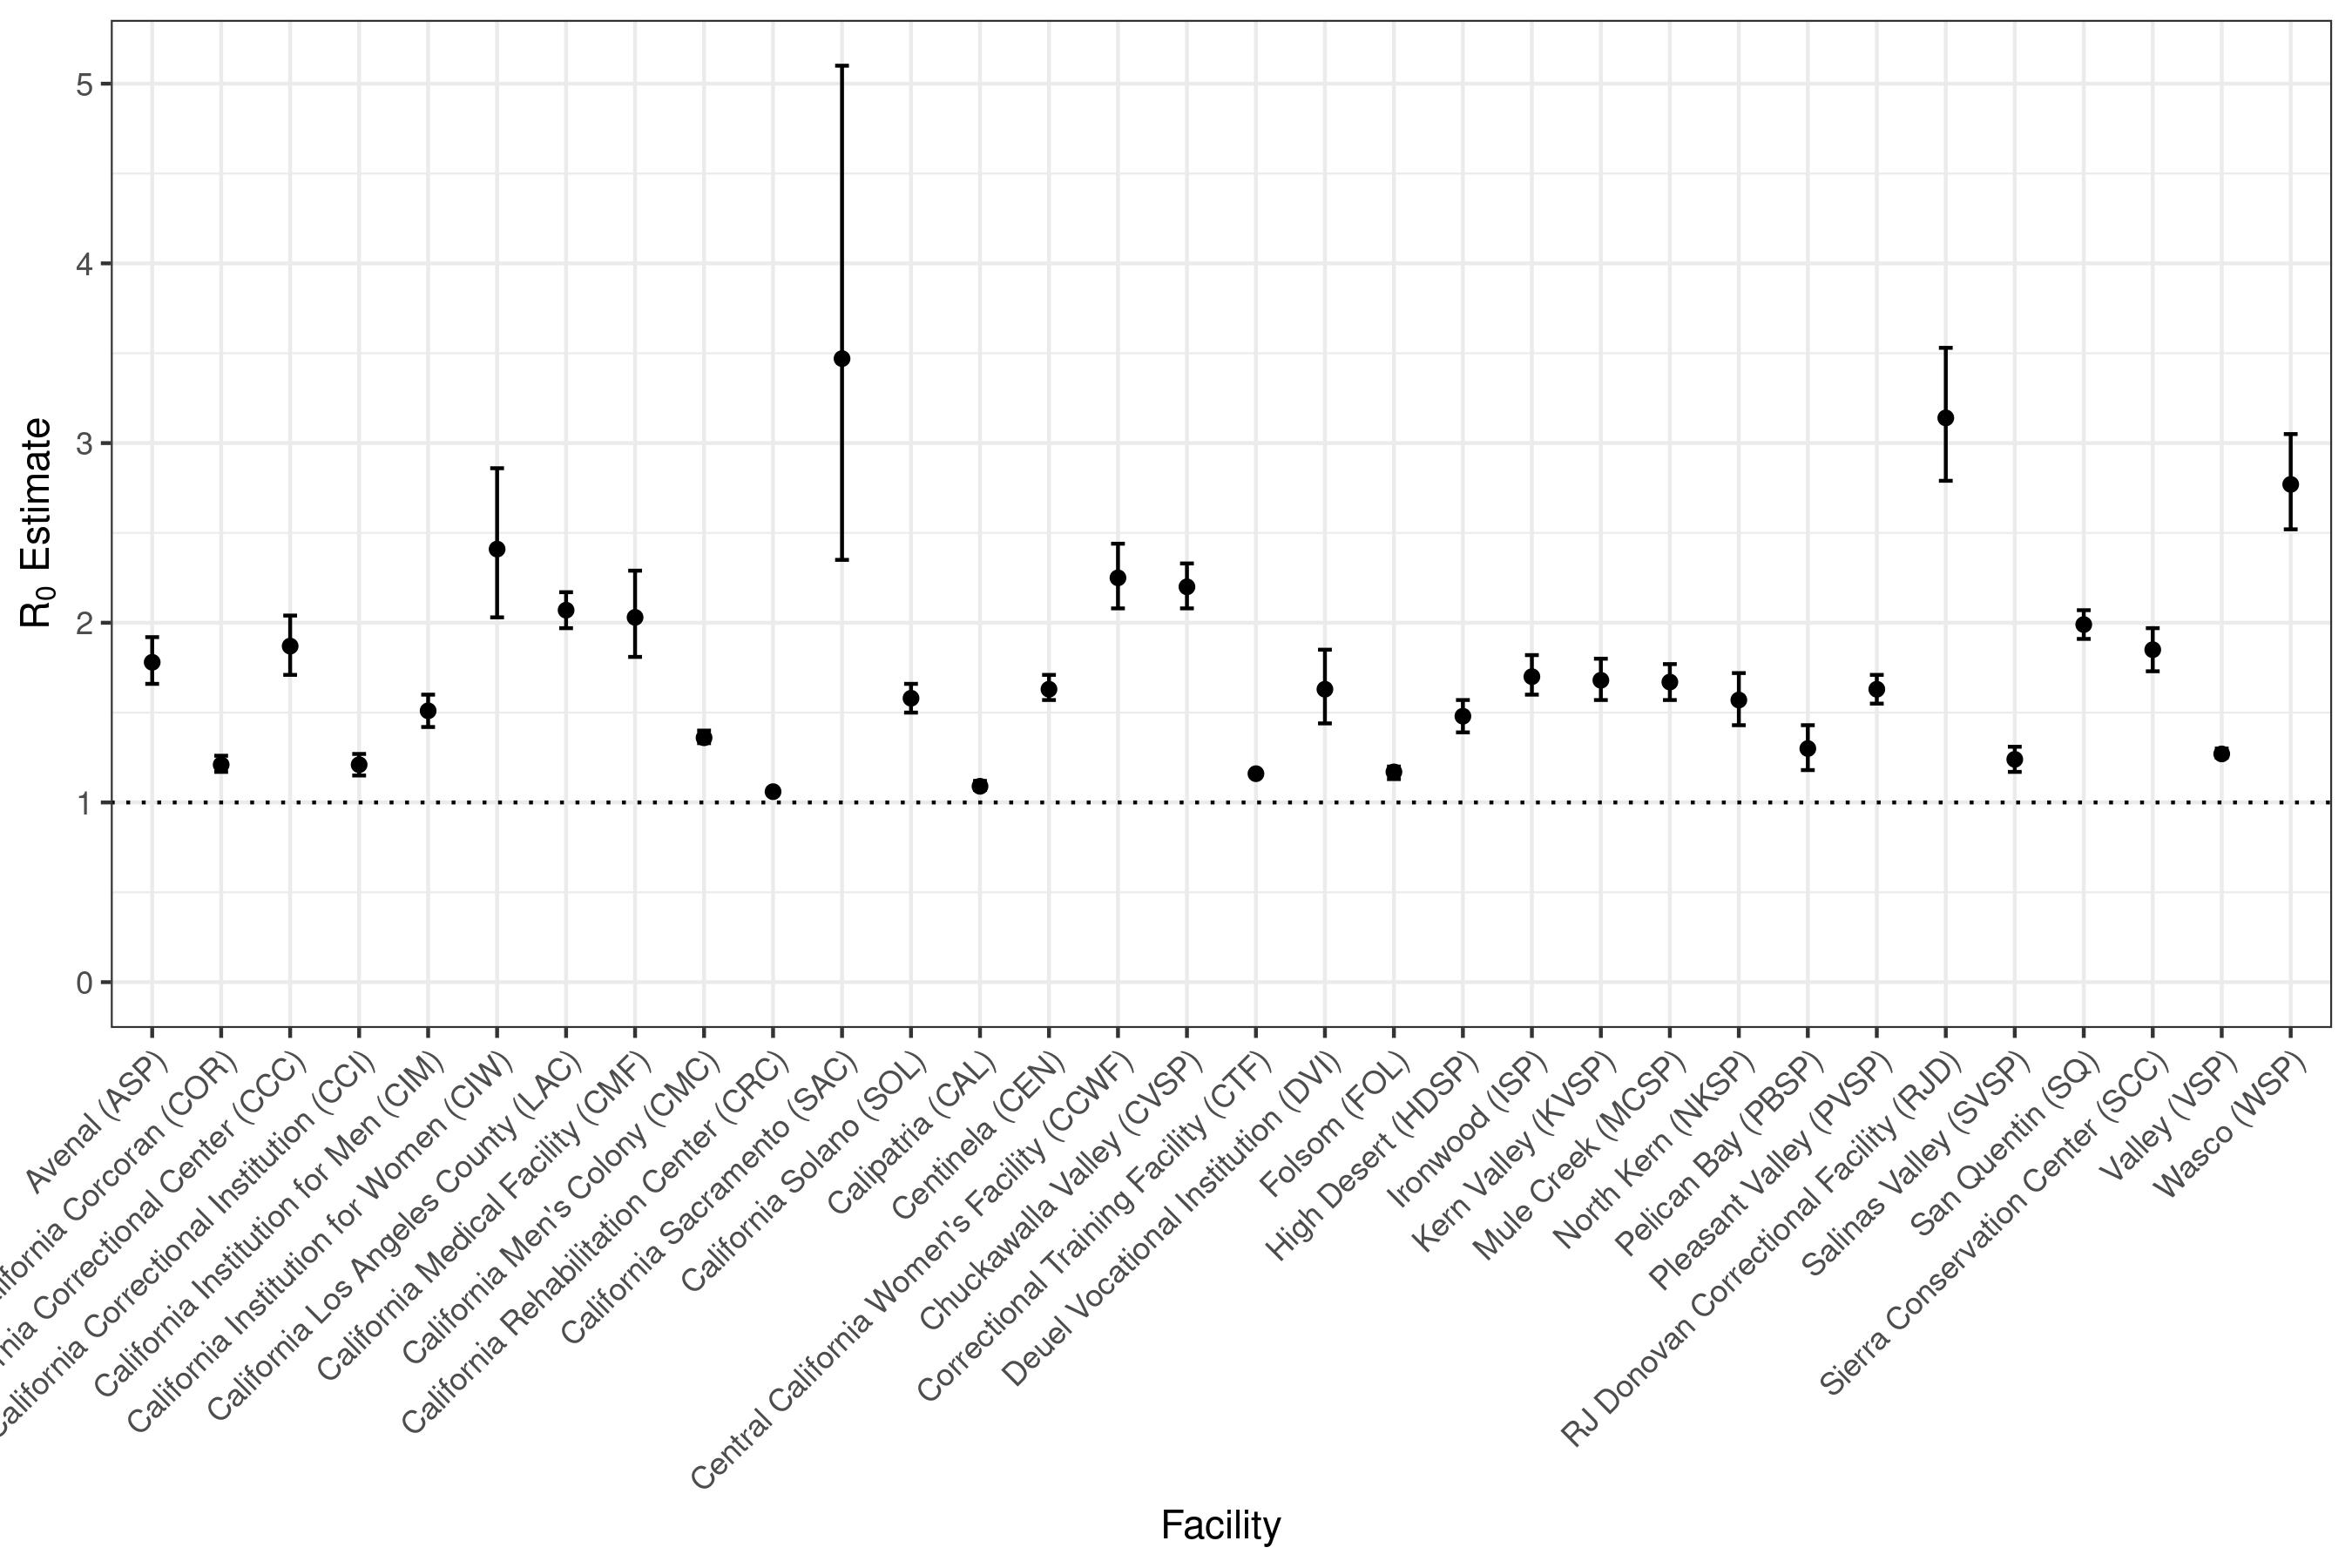 5
4
3
2
1
0
R0 Estimate
Avenal (ASP)
ifornia Corcoran (COR)
nia Correctional Center (CCC)
California Correctional Institution (CCI)
California Institution for Men (CIM)
California Institution for Women (CIW)
California Los Angeles County (LAC)
California Medical Facility (CMF)
California Men's Colony (CMC)
California Rehabilitation Center (CRC)
California Sacramento (SAC)
California Solano (SOL)
Calipatria (CAL)
Centinela (CEN)
Central California Women's Facility (CCWF)
Chuckawalla Valley (CVSP)
Correctional Training Facility (CTF)
Deuel Vocational Institution (DVI)
Folsom (FOL)
High Desert (HDSP)
Ironwood (ISP)
Kern Valley (KVSP)
Mule Creek (MCSP)
North Kern (NKSP)
Pelican Bay (PBSP)
Pleasant Valley (PVSP)
RJ Donovan Correctional Facility (RJD)
Salinas Valley (SVSP)
San Quentin (SQ)
Sierra Conservation Center (SCC)
Valley (VSP)
Wasco (WSP)
Facility